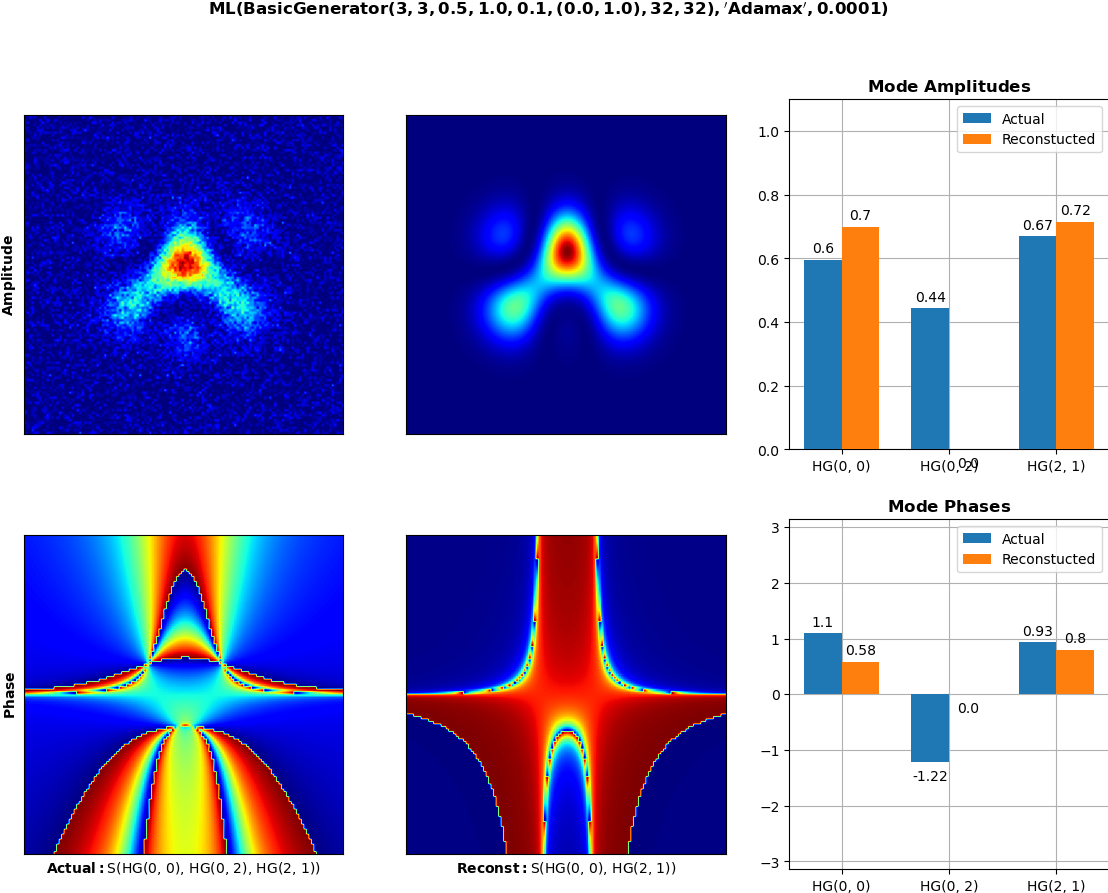 ML(BasicGenerator(3, 3, 0.5, 1.0, 0.1, (0.0, 1.0), 32, 32), ′Adamax′, 0.0001)
Amplitude
Mode Amplitudes
Actual
Reconstucted
1.0
0.8
0.6
0.4
0.2
0.0
0.6
0.7
0.44
0.0
0.67
0.72
HG(0, 0)
HG(0, 2)
HG(2, 1)
Phase
Actual: S(HG(0, 0), HG(0, 2), HG(2, 1))
Reconst: S(HG(0, 0), HG(2, 1))
Mode Phases
Actual
Reconstucted
3
2
1
0
−1
−2
−3
1.1
0.58
-1.22
0.0
0.93
0.8
HG(0, 0)
HG(0, 2)
HG(2, 1)